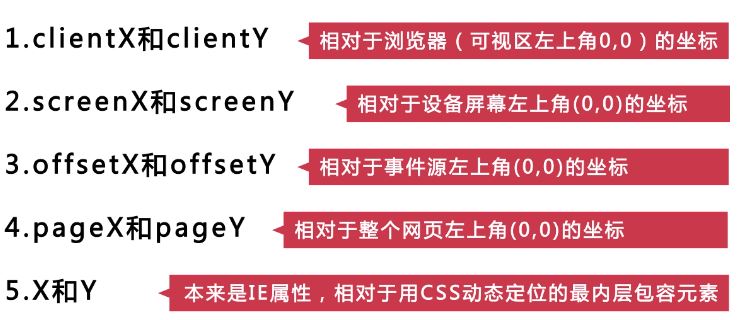 1.clientX和clientY 相对于浏览器（可视区左上角0,0）的坐标
2.screenX和screenY 相对于设备屏幕左上角(0,0)的坐标
3.offsetX和offsetY 相对于事件源左上角(0,0)的坐标
4.pageX和pageY 相对于整个网页左上角(0,0)的坐标
5.X和Y 本来是IE属性，相对于用CSS动态定位的最内层包容元素